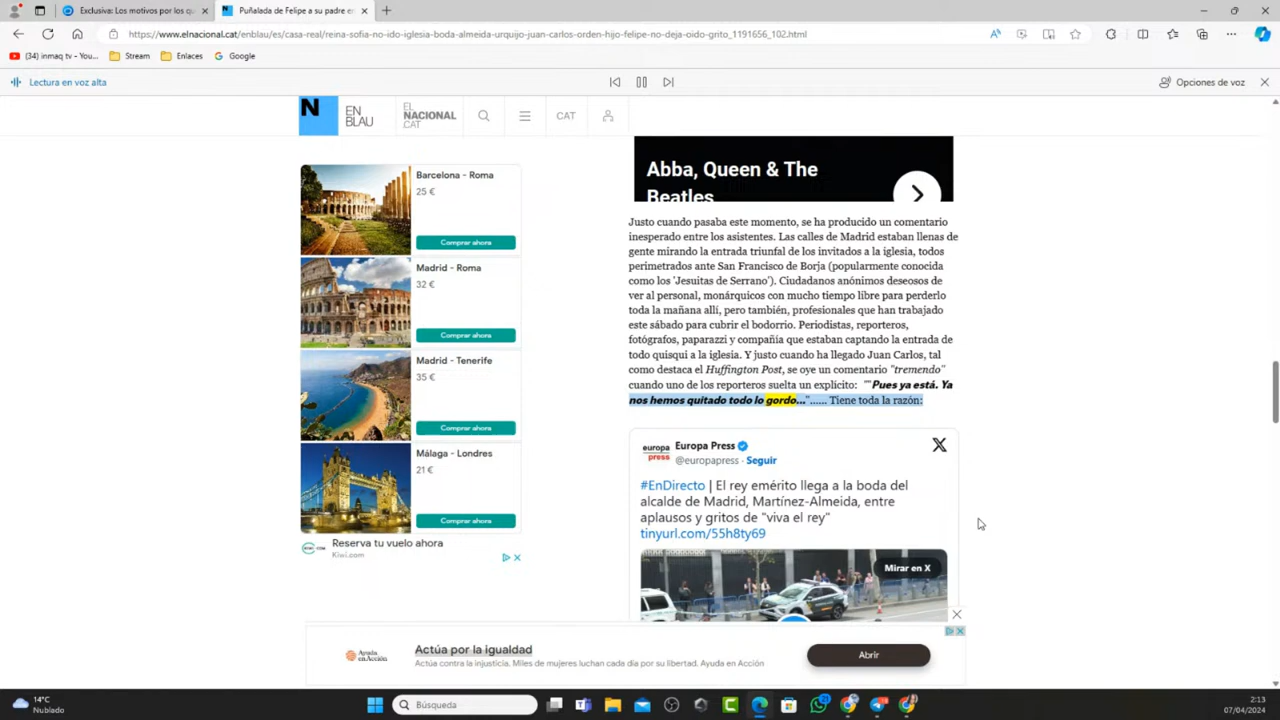 Exclusiva: Los motivos por los qu
Puñalada de Felipe a su padre en
https://www.elnacional.cat/enblau/es/casa-real/reina-sofia-no-ido-iglesia-boda-almeida-urquijo-juan-carlos-orden-hijo-felipe-no-deja-oido-grito_1191656_102.html
(34) inmaq tv - You...
Stream
Enlaces
Google
Lectura en voz alta
Opciones de voz
N
EN
BLAU
EL
NACIONAL
.CAT
CAT
Barcelona - Roma
25 €
Comprar ahora
Madrid - Roma
32 €
Comprar ahora
Madrid - Tenerife
35 €
Comprar ahora
Málaga - Londres
21 €
Comprar ahora
Reserva tu vuelo ahora
Kiwi.com
Abba, Queen & The
Beatles
Justo cuando pasaba este momento, se ha producido un comentario
inesperado entre los asistentes. Las calles de Madrid estaban llenas de
gente mirando la entrada triunfal de los invitados a la iglesia, todos
perimetrados ante San Francisco de Borja (popularmente conocida
como los 'Jesuitas de Serrano'). Ciudadanos anónimos deseosos de
ver al personal, monárquicos con mucho tiempo libre para perderlo
toda la mañana allí, pero también, profesionales que han trabajado
este sábado para cubrir el bodorrio. Periodistas, reporteros,
fotógrafos, paparazzi y compañía que estaban captando la entrada de
todo quisqui a la iglesia. Y justo cuando ha llegado Juan Carlos, tal
como destaca el Huffington Post, se oye un comentario "tremendo"
cuando uno de los reporteros suelta un explícito: ""Pues ya está. Ya
nos hemos quitado todo lo gordo..."...... Tiene toda la razón:
europa
press
Europa Press
@europapress · Seguir
#EnDirecto | El rey emérito llega a la boda del
alcalde de Madrid, Martínez-Almeida, entre
aplausos y gritos de “viva el rey”
tinyurl.com/55h8ty69
Mirar en X
Ayuda
en Acción
Actúa por la igualdad
Actúa contra la injusticia. Miles de mujeres luchan cada día por su libertad. Ayuda en Acción
Abrir
14°C
Nublado
Búsqueda
2:13
07/04/2024